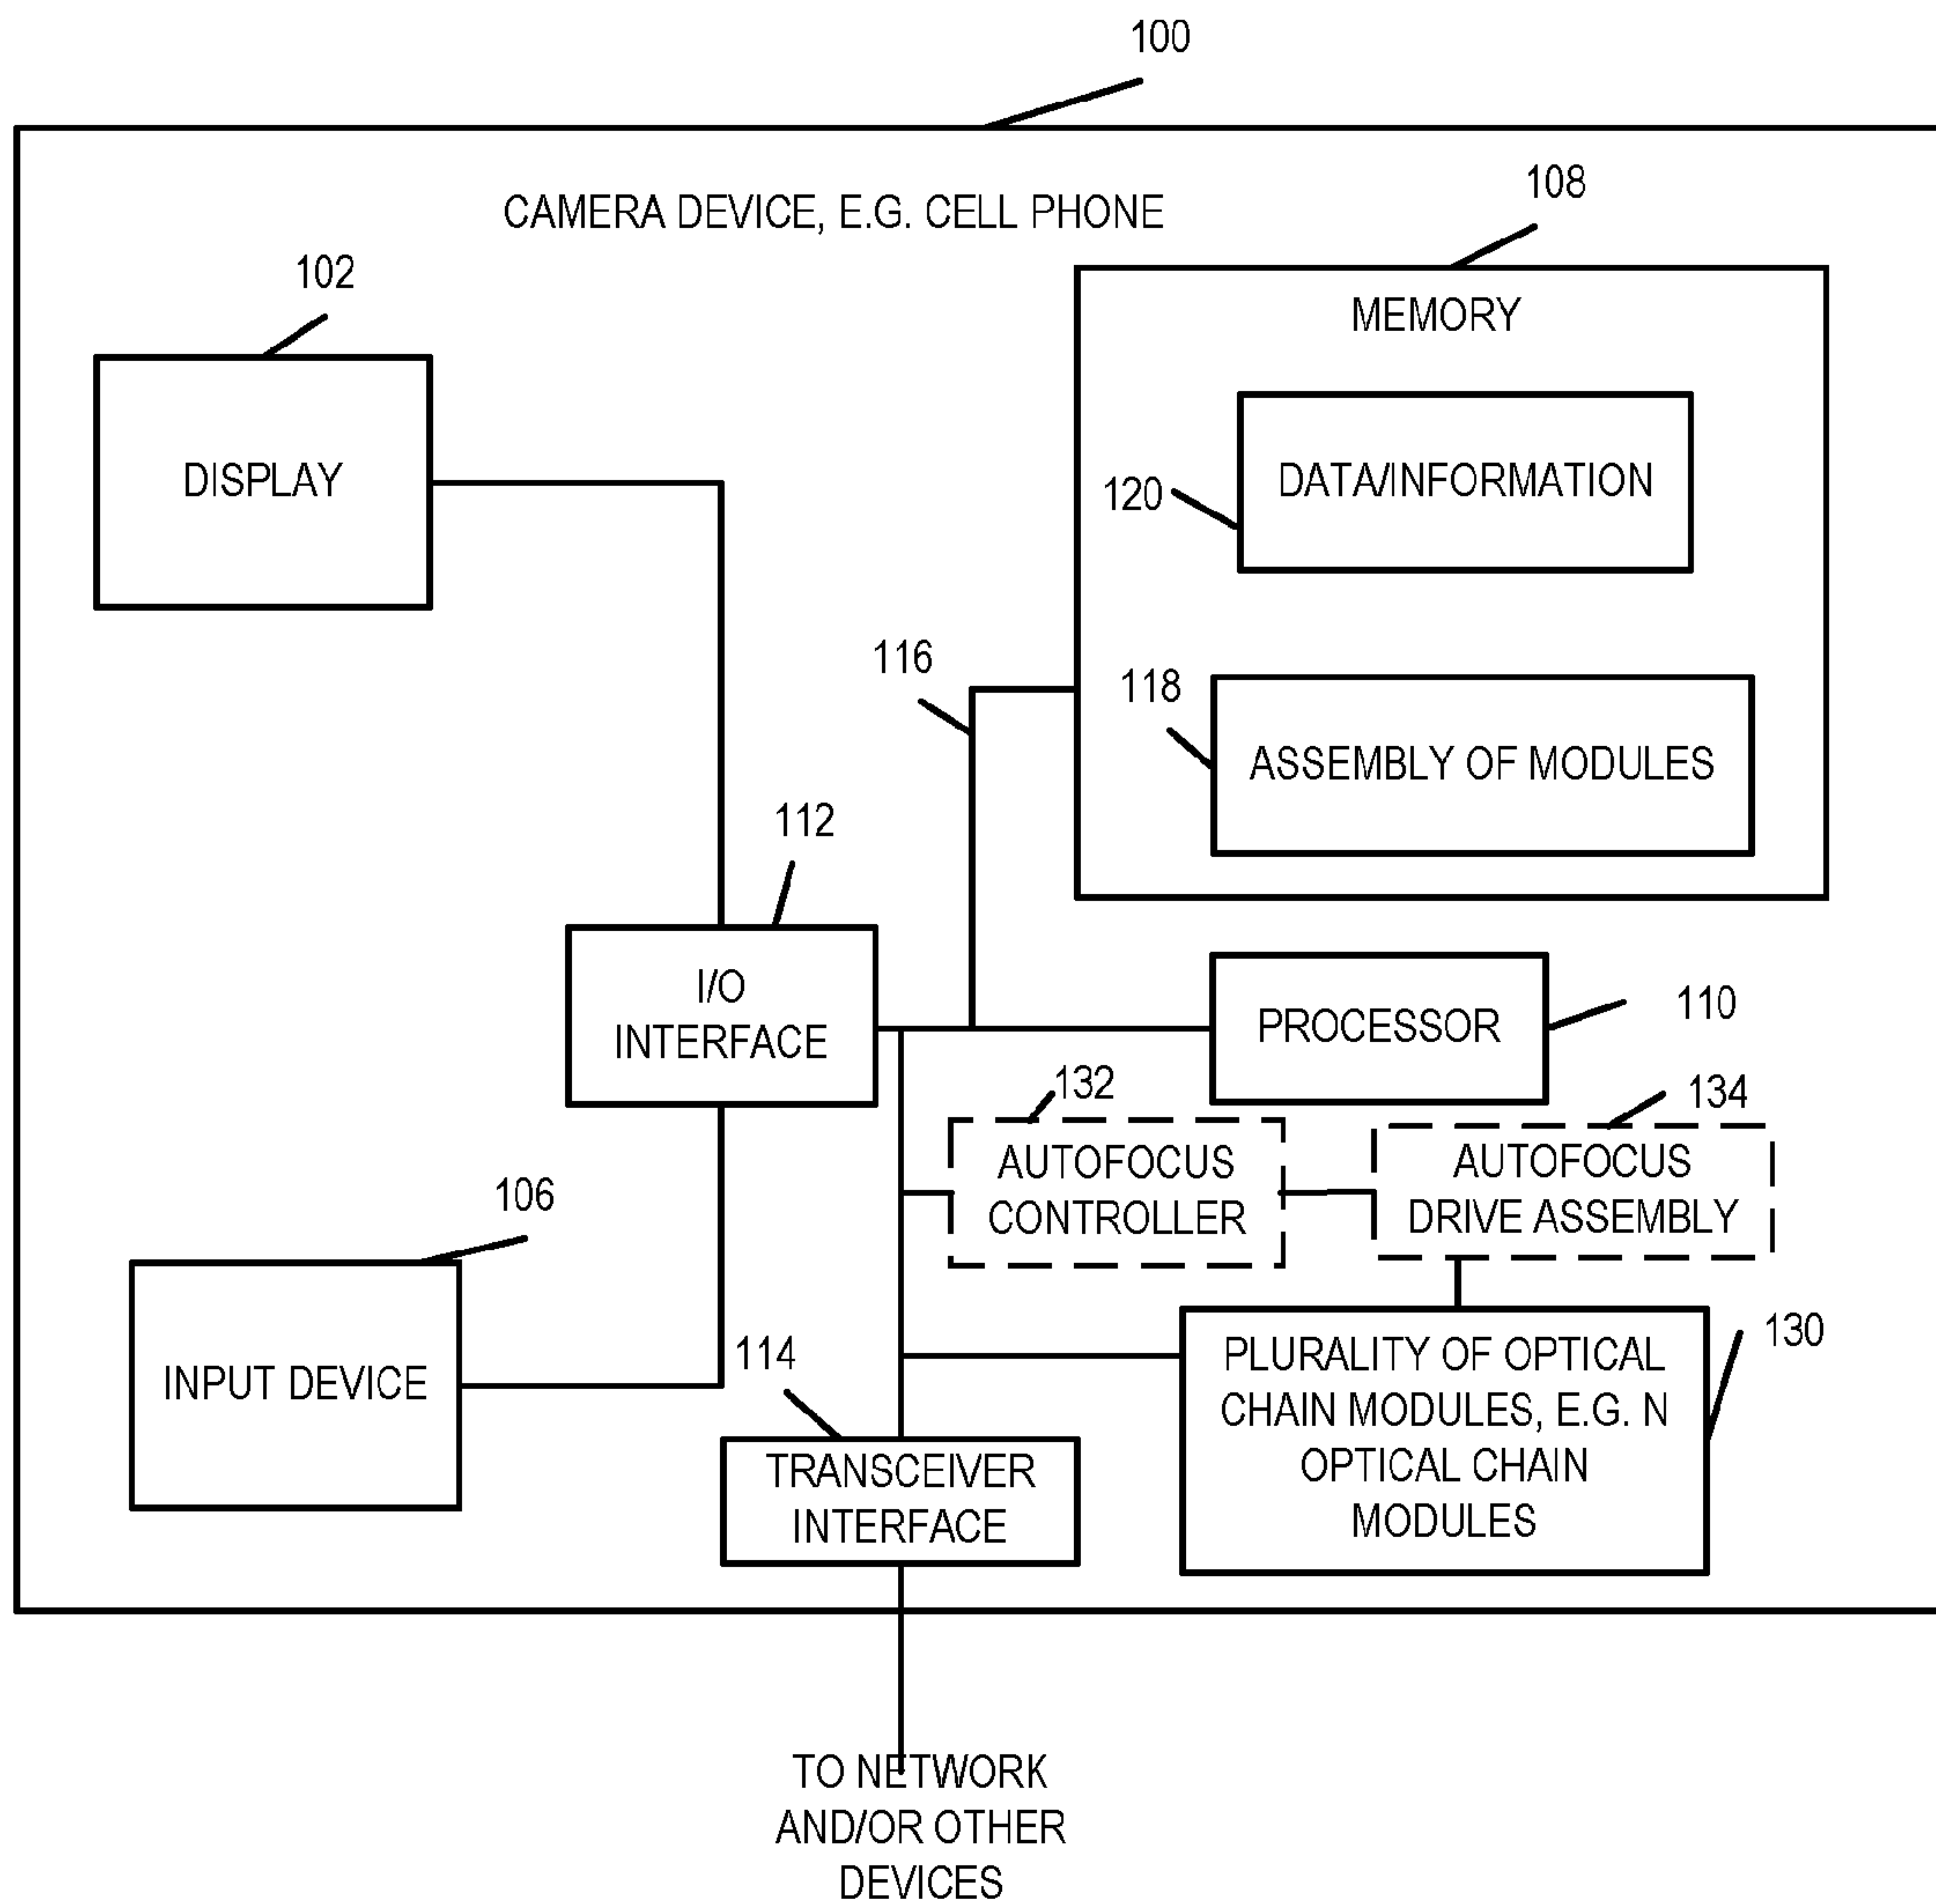 100
CAMERA DEVICE, E.G. CELL PHONE
108
102
MEMORY
DISPLAY
DATA/INFORMATION
120
116
118
ASSEMBLY OF MODULES
112
I/O
INTERFACE
PROCESSOR
110
132
134
AUTOFOCUS
CONTROLLER
AUTOFOCUS
DRIVE ASSEMBLY
106
INPUT DEVICE
114
TRANSCEIVER
INTERFACE
130
PLURALITY OF OPTICAL
CHAIN MODULES, E.G. N
OPTICAL CHAIN
MODULES
TO NETWORK
AND/OR OTHER
DEVICES